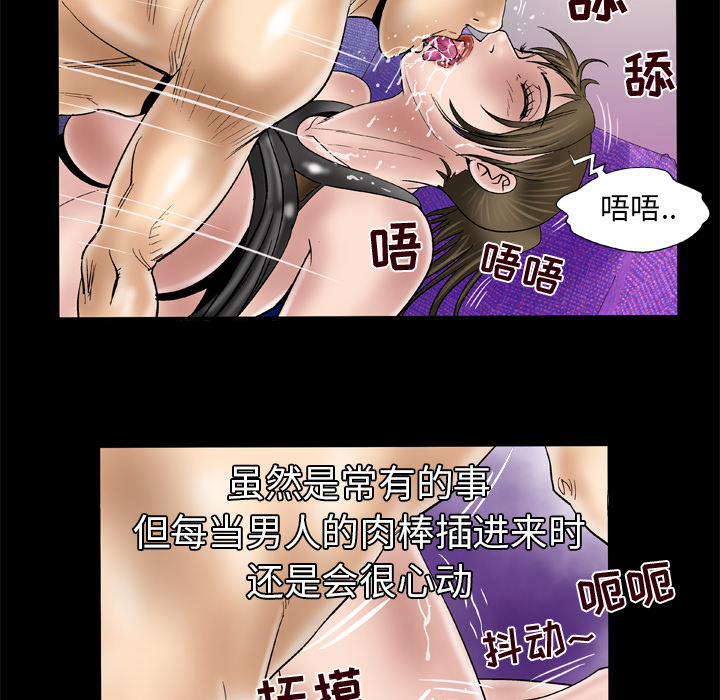 舔
舔
唔唔..
唔
唔唔
虽然是常有的事
但每当男人的肉棒插进来时
还是会很心动
呃呃
抖动~